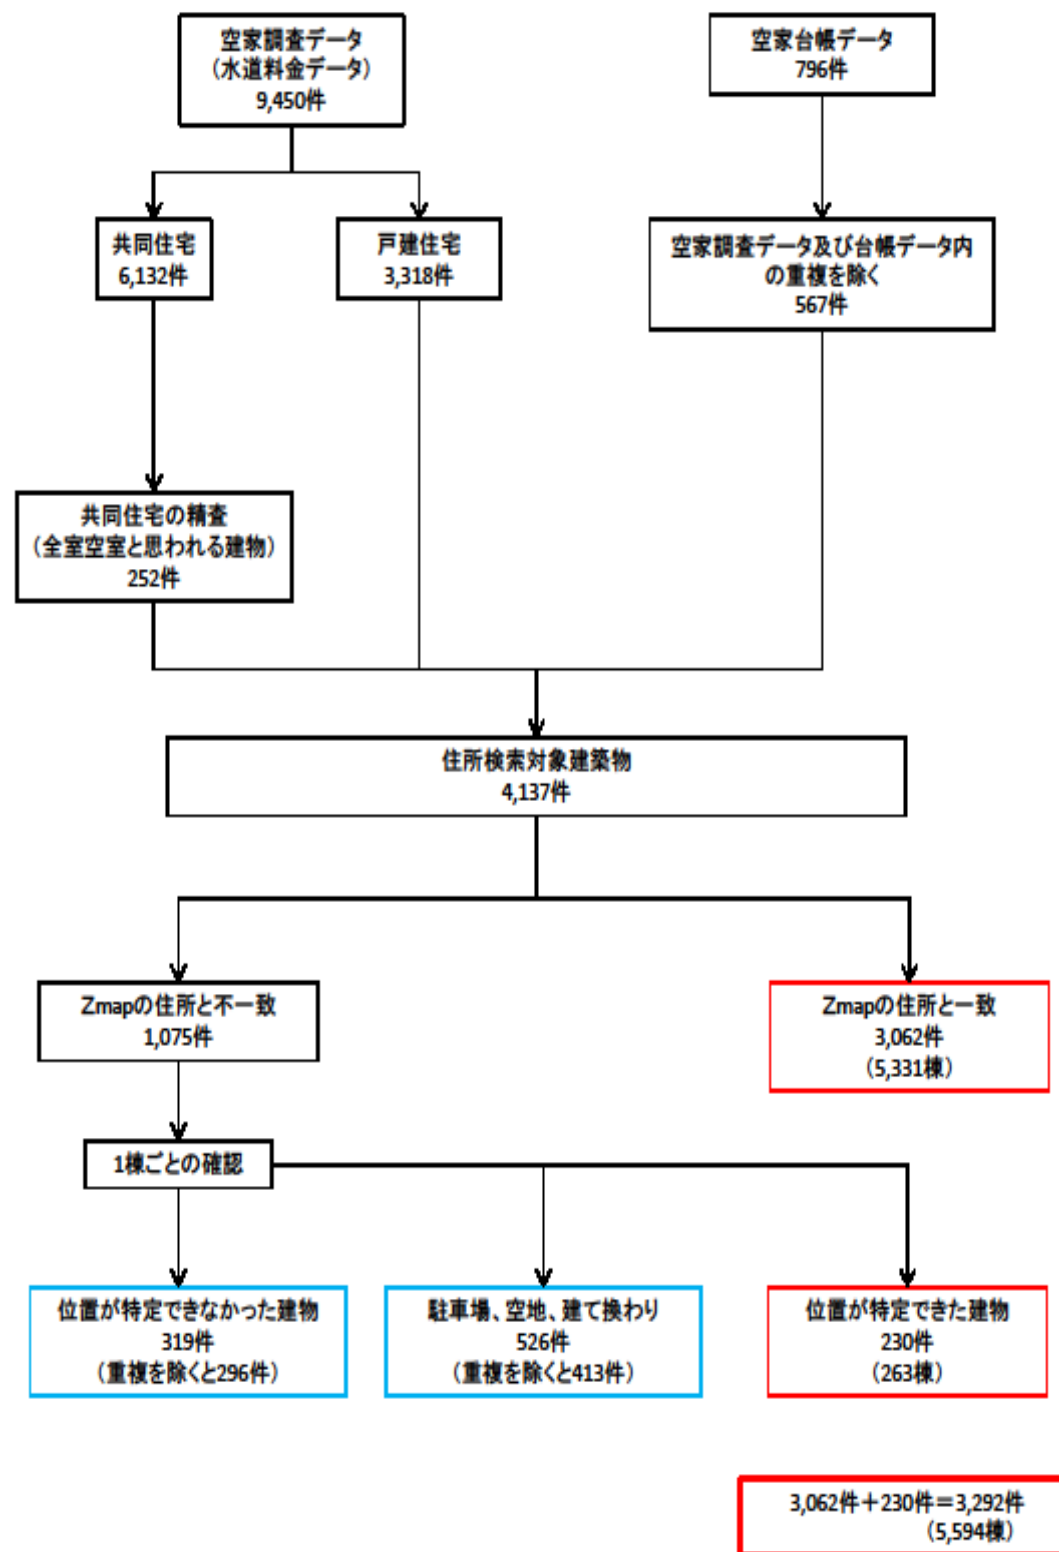 空家調査データ
（水道料金データ）
9,450件
空家台帳データ
796件
共同住宅
6,132件
戸建住宅
3,318件
空家調査データ及び台帳データ内
の重複を除く
567件
共同住宅の精査
（全室空室と思われる建物）
252件
住所検索対象建築物
4,137件
Zmapの住所と不一致
1,075件
Zmapの住所と一致
3,062件
（5,331棟）
1棟ごとの確認
位置が特定できなかった建物
319件
（重複を除くと296件）
駐車場、空地、建て換わり
526件
（重複を除くと413件）
位置が特定できた建物
230件
（263棟）
3,062件＋230件＝3,292件
（5,594棟）